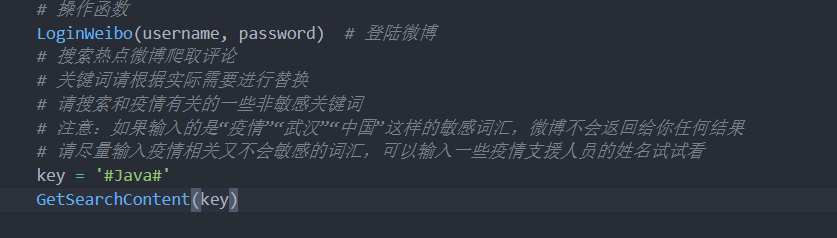 # 操作函数
LoginWeibo(username, password)  # 登陆微博
# 搜索热点微博爬取评论
# 关键词请根据实际需要进行替换
# 请搜索和疫情有关的一些非敏感关键词
# 注意：如果输入的是“疫情”“武汉”“中国”这样的敏感词汇，微博不会返回给你任何结果
# 请尽量输入疫情相关又不会敏感的词汇，可以输入一些疫情支援人员的姓名试试看
key = '#Java#'
GetSearchContent(key)